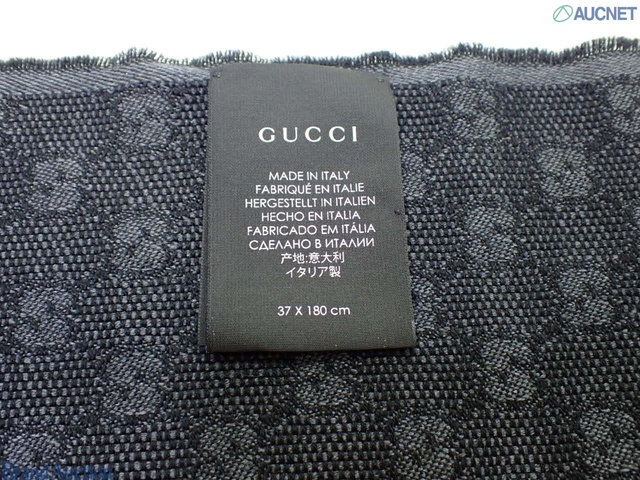 AUCNET
GUCCI
MADE IN ITALY
FABRIQUÉ EN ITALIE
HERGESTELLT IN ITALIEN
HECHO EN ITALIA
FABRICADO EM ITÁLIA
СДЕЛАНО В ИТАЛИИ
产地:意大利
イタリア製
37 X 180 cm